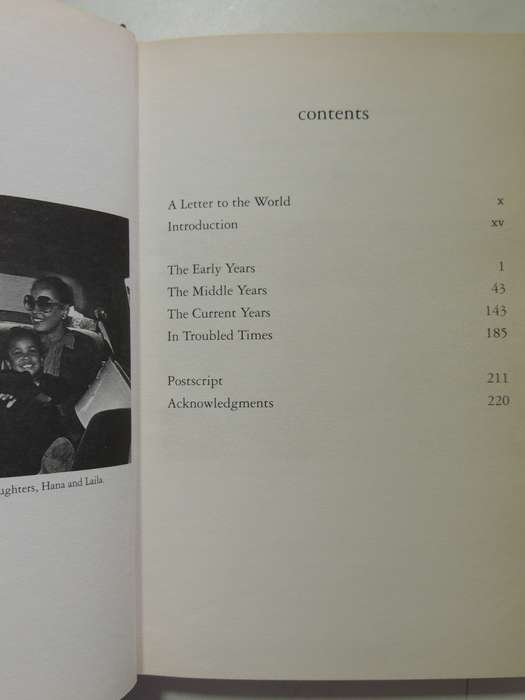 ughters, Hana and Laila.
contents
A Letter to the World x
Introduction xv
The Early Years 1
The Middle Years 43
The Current Years 143
In Troubled Times 185
Postscript 211
Acknowledgments 220